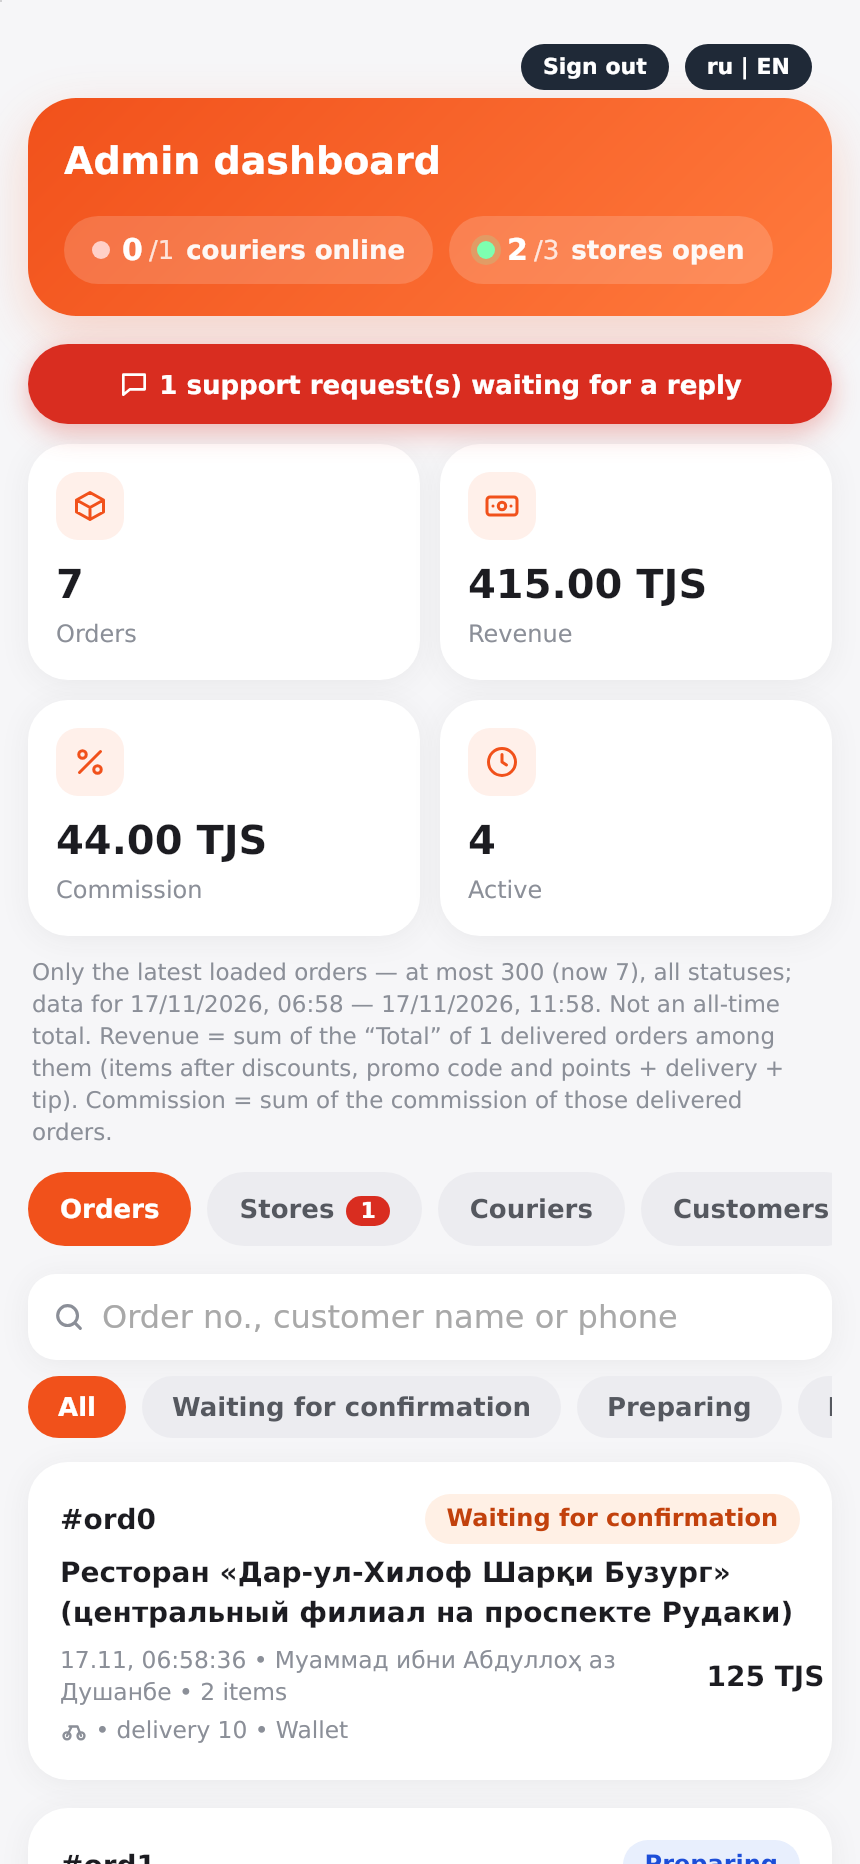 Sign out
ru | EN
Admin dashboard
0 /1 couriers online
2 /3 stores open
1 support request(s) waiting for a reply
7
Orders
415.00 TJS
Revenue
44.00 TJS
Commission
4
Active
Only the latest loaded orders — at most 300 (now 7), all statuses;
data for 17/11/2026, 06:58 — 17/11/2026, 11:58. Not an all-time
total. Revenue = sum of the “Total” of 1 delivered orders among
them (items after discounts, promo code and points + delivery +
tip). Commission = sum of the commission of those delivered
orders.
Orders
Stores 1
Couriers
Customers
Order no., customer name or phone
All
Waiting for confirmation
Preparing
#ord0
Waiting for confirmation
Ресторан «Дар-ул-Хилоф Шарқи Бузург»
(центральный филиал на проспекте Рудаки)
17.11, 06:58:36 • Муаммад ибни Абдуллоҳ аз
Душанбе • 2 items
125 TJS
• delivery 10 • Wallet
#ord1
Preparing